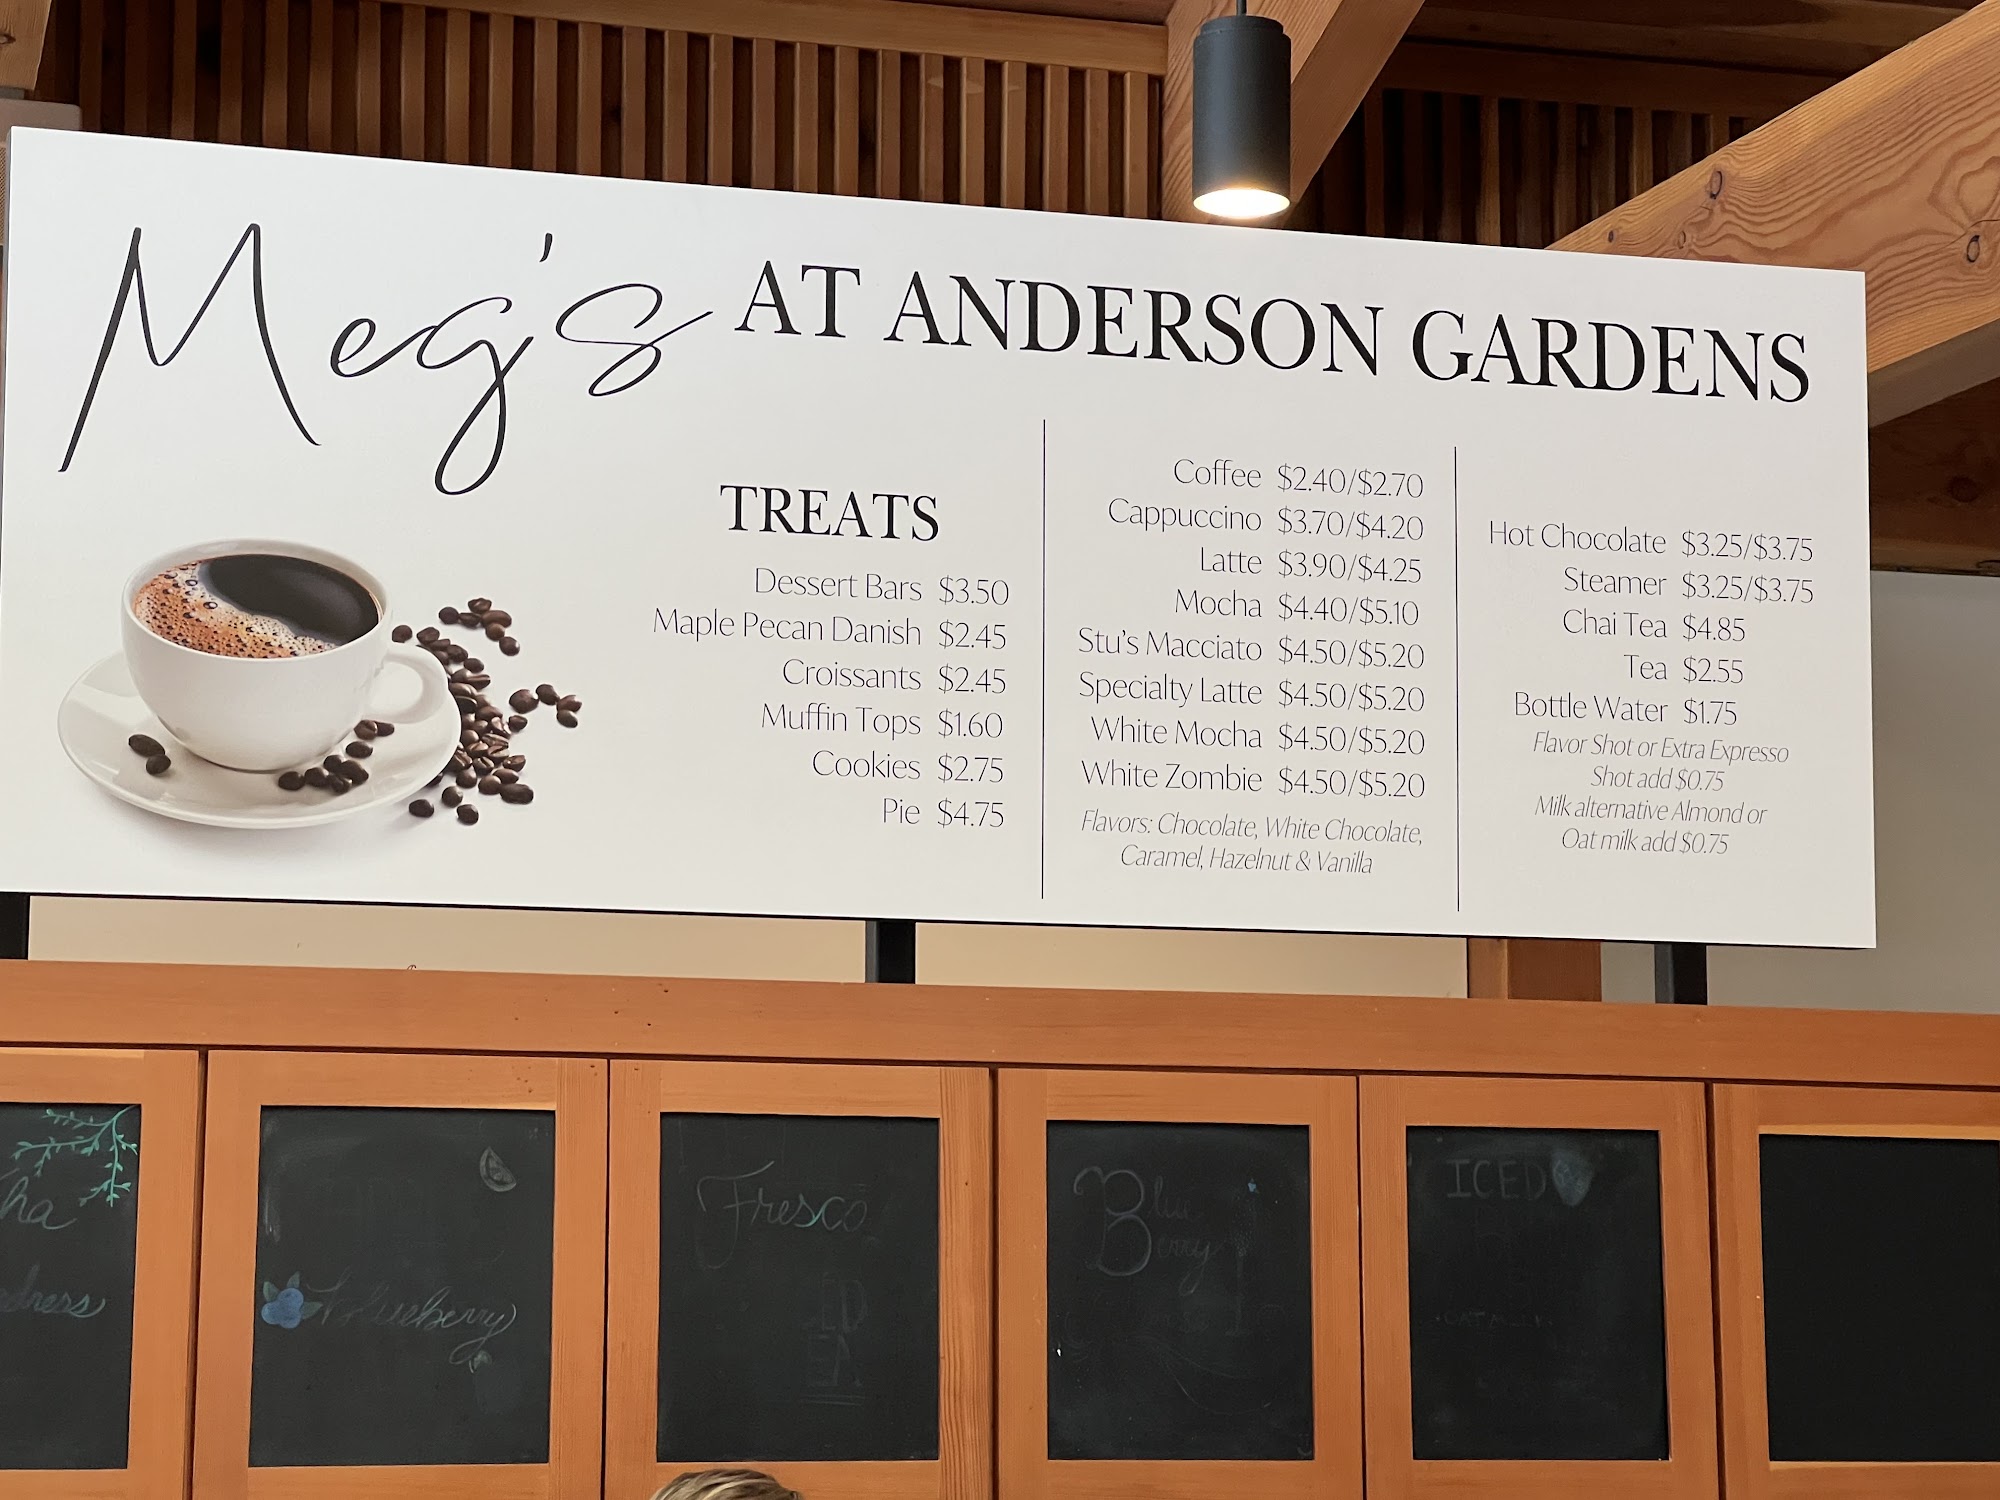 Meg's AT ANDERSON GARDENS
TREATS
Dessert Bars $3.50
Maple Pecan Danish $2.45
Croissants $2.45
Muffin Tops $1.60
Cookies $2.75
Pie $4.75
Coffee $2.40/$2.70
Cappuccino $3.70/$4.20
Latte $3.90/$4.25
Mocha $4.40/$5.10
Stu's Macciato $4.50/$5.20
Specialty Latte $4.50/$5.20
White Mocha $4.50/$5.20
White Zombie $4.50/$5.20
Flavors: Chocolate, White Chocolate,
Caramel, Hazelnut & Vanilla
Hot Chocolate $3.25/$3.75
Steamer $3.25/$3.75
Chai Tea $4.85
Tea $2.55
Bottle Water $1.75
Flavor Shot or Extra Expresso
Shot add $0.75
Milk alternative Almond or
Oat milk add $0.75
Blueberry
Fresco
Blue
Berry
ICED